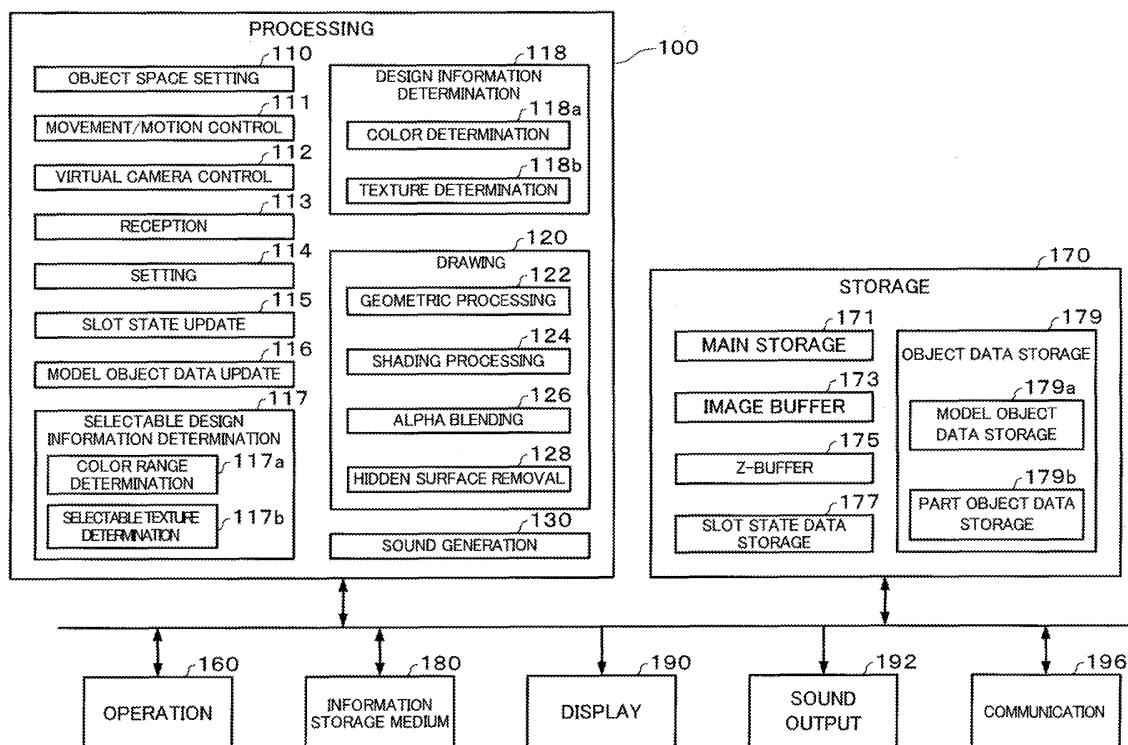 PROCESSING
100
110
OBJECT SPACE SETTING
111
MOVEMENT/MOTION CONTROL
112
VIRTUAL CAMERA CONTROL
113
RECEPTION
114
SETTING
115
SLOT STATE UPDATE
116
MODEL OBJECT DATA UPDATE
117
SELECTABLE DESIGN
INFORMATION DETERMINATION
117a
COLOR RANGE
DETERMINATION
117b
SELECTABLE TEXTURE
DETERMINATION
118
DESIGN INFORMATION
DETERMINATION
118a
COLOR DETERMINATION
118b
TEXTURE DETERMINATION
120
DRAWING
122
GEOMETRIC PROCESSING
124
SHADING PROCESSING
126
ALPHA BLENDING
128
HIDDEN SURFACE REMOVAL
130
SOUND GENERATION
170
STORAGE
171
MAIN STORAGE
173
IMAGE BUFFER
175
Z-BUFFER
177
SLOT STATE DATA
STORAGE
179
OBJECT DATA STORAGE
179a
MODEL OBJECT
DATA STORAGE
179b
PART OBJECT DATA
STORAGE
160
OPERATION
180
INFORMATION
STORAGE MEDIUM
190
DISPLAY
192
SOUND
OUTPUT
196
COMMUNICATION